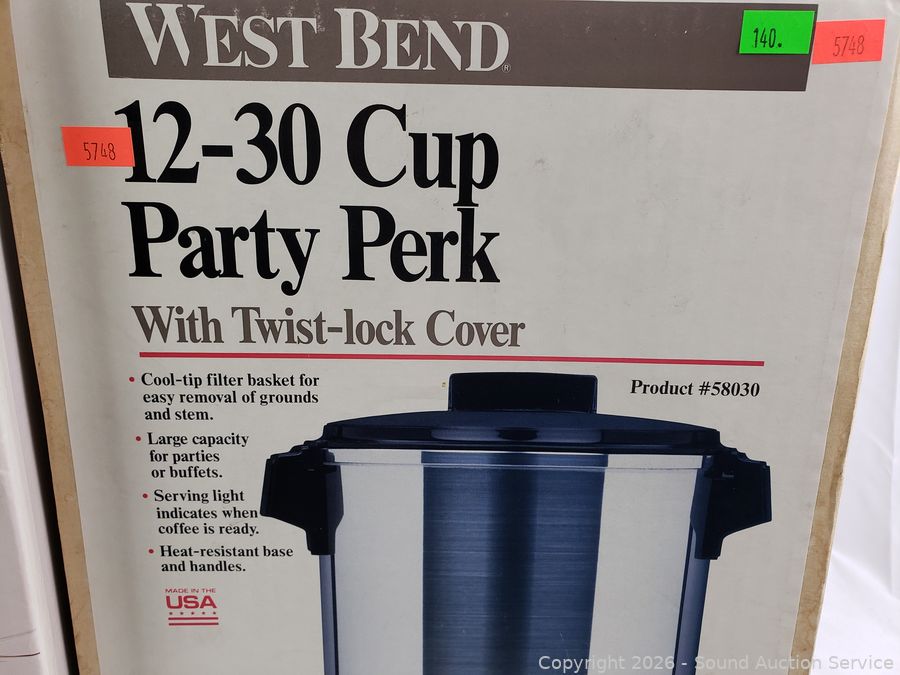 WEST BEND®
140.
5748
5748
12-30 Cup
Party Perk
With Twist-lock Cover
Product #58030
• Cool-tip filter basket for
easy removal of grounds
and stem.
• Large capacity
for parties
or buffets.
• Serving light
indicates when
coffee is ready.
• Heat-resistant base
and handles.
MADE IN THE
USA
Copyright 2026 - Sound Auction Service